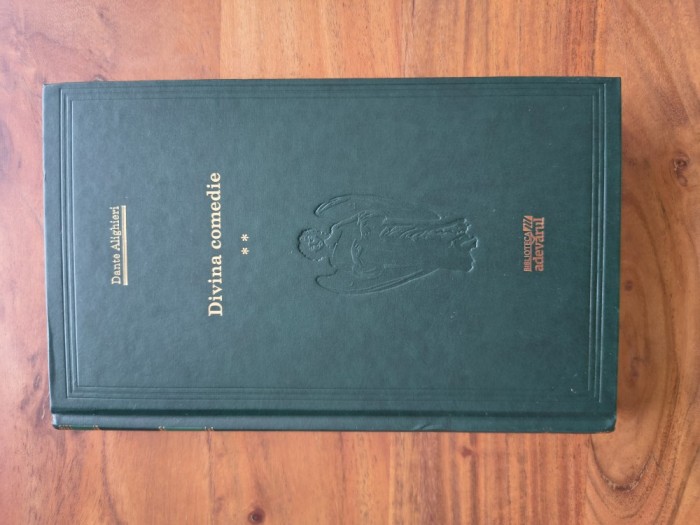 Dante Alighieri
Divina comedie
**
BIBLIOTECA
adevărul